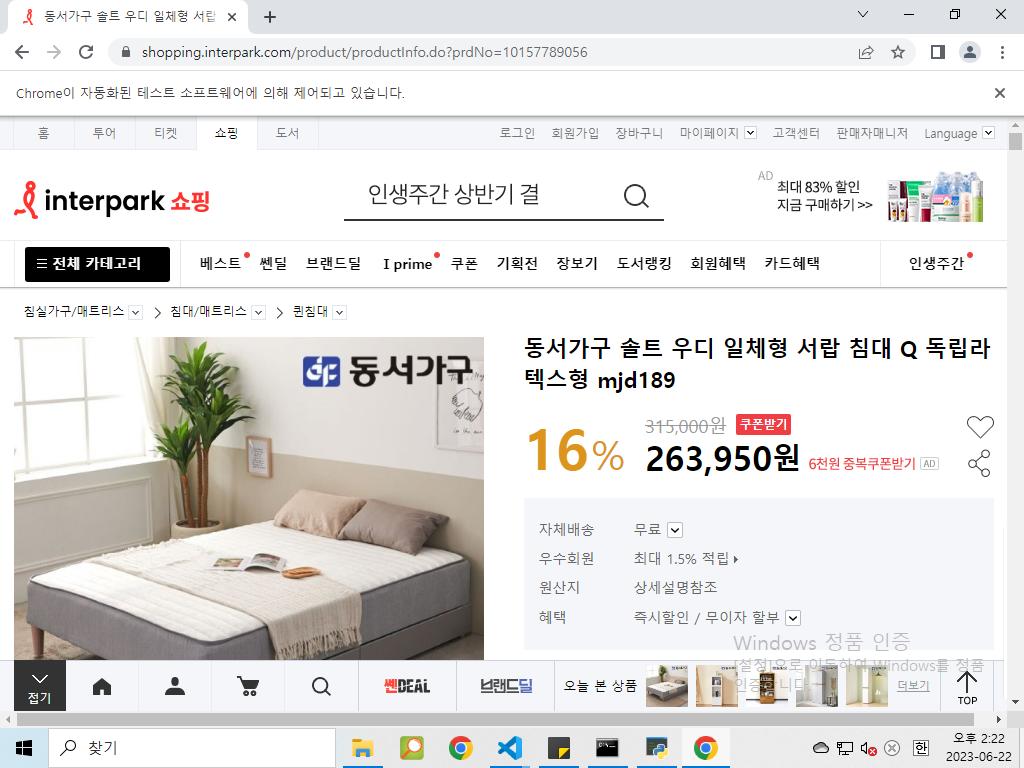 동서가구 솔트 우디 일체형 서랍
shopping.interpark.com/product/productInfo.do?prdNo=10157789056
Chrome이 자동화된 테스트 소프트웨어에 의해 제어되고 있습니다.
홈 투어 티켓 쇼핑 도서 로그인 회원가입 장바구니 마이페이지 고객센터 판매자매니저 Language
interpark 쇼핑
인생주간 상반기 결
AD 최대 83% 할인
지금 구매하기 >>
전체 카테고리 베스트 쎈딜 브랜드딜 I prime 쿠폰 기획전 장보기 도서랭킹 회원혜택 카드혜택 인생주간
침실가구/매트리스 침대/매트리스 퀸침대
동서가구
동서가구 솔트 우디 일체형 서랍 침대 Q 독립라
텍스형 mjd189
16% 315,000원 쿠폰받기
263,950원 6천원 중복쿠폰받기 AD
자체배송 무료
우수회원 최대 1.5% 적립
원산지 상세설명참조
혜택 즉시할인 / 무이자 할부
Windows 정품 인증
[설정]으로 이동하여 Windows를 정품
인증합니다.
접기 쎈DEAL 브랜드딜 오늘 본 상품 더보기 TOP
찾기 한 오후 2:22
2023-06-22